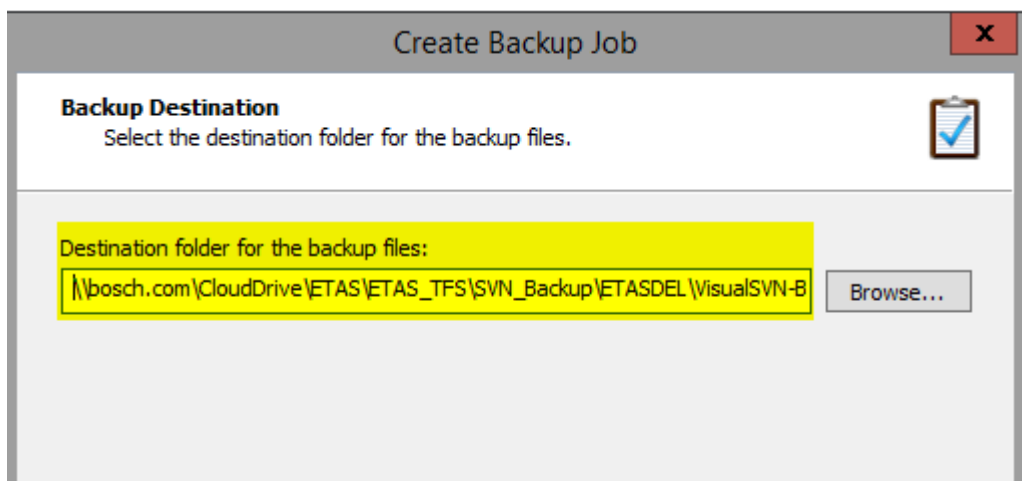 Create Backup Job
x
Backup Destination
Select the destination folder for the backup files.
Destination folder for the backup files:
\\bosch.com\CloudDrive\ETAS\ETAS_TFS\SVN_Backup\ETASDEL\VisualSVN-B
Browse...